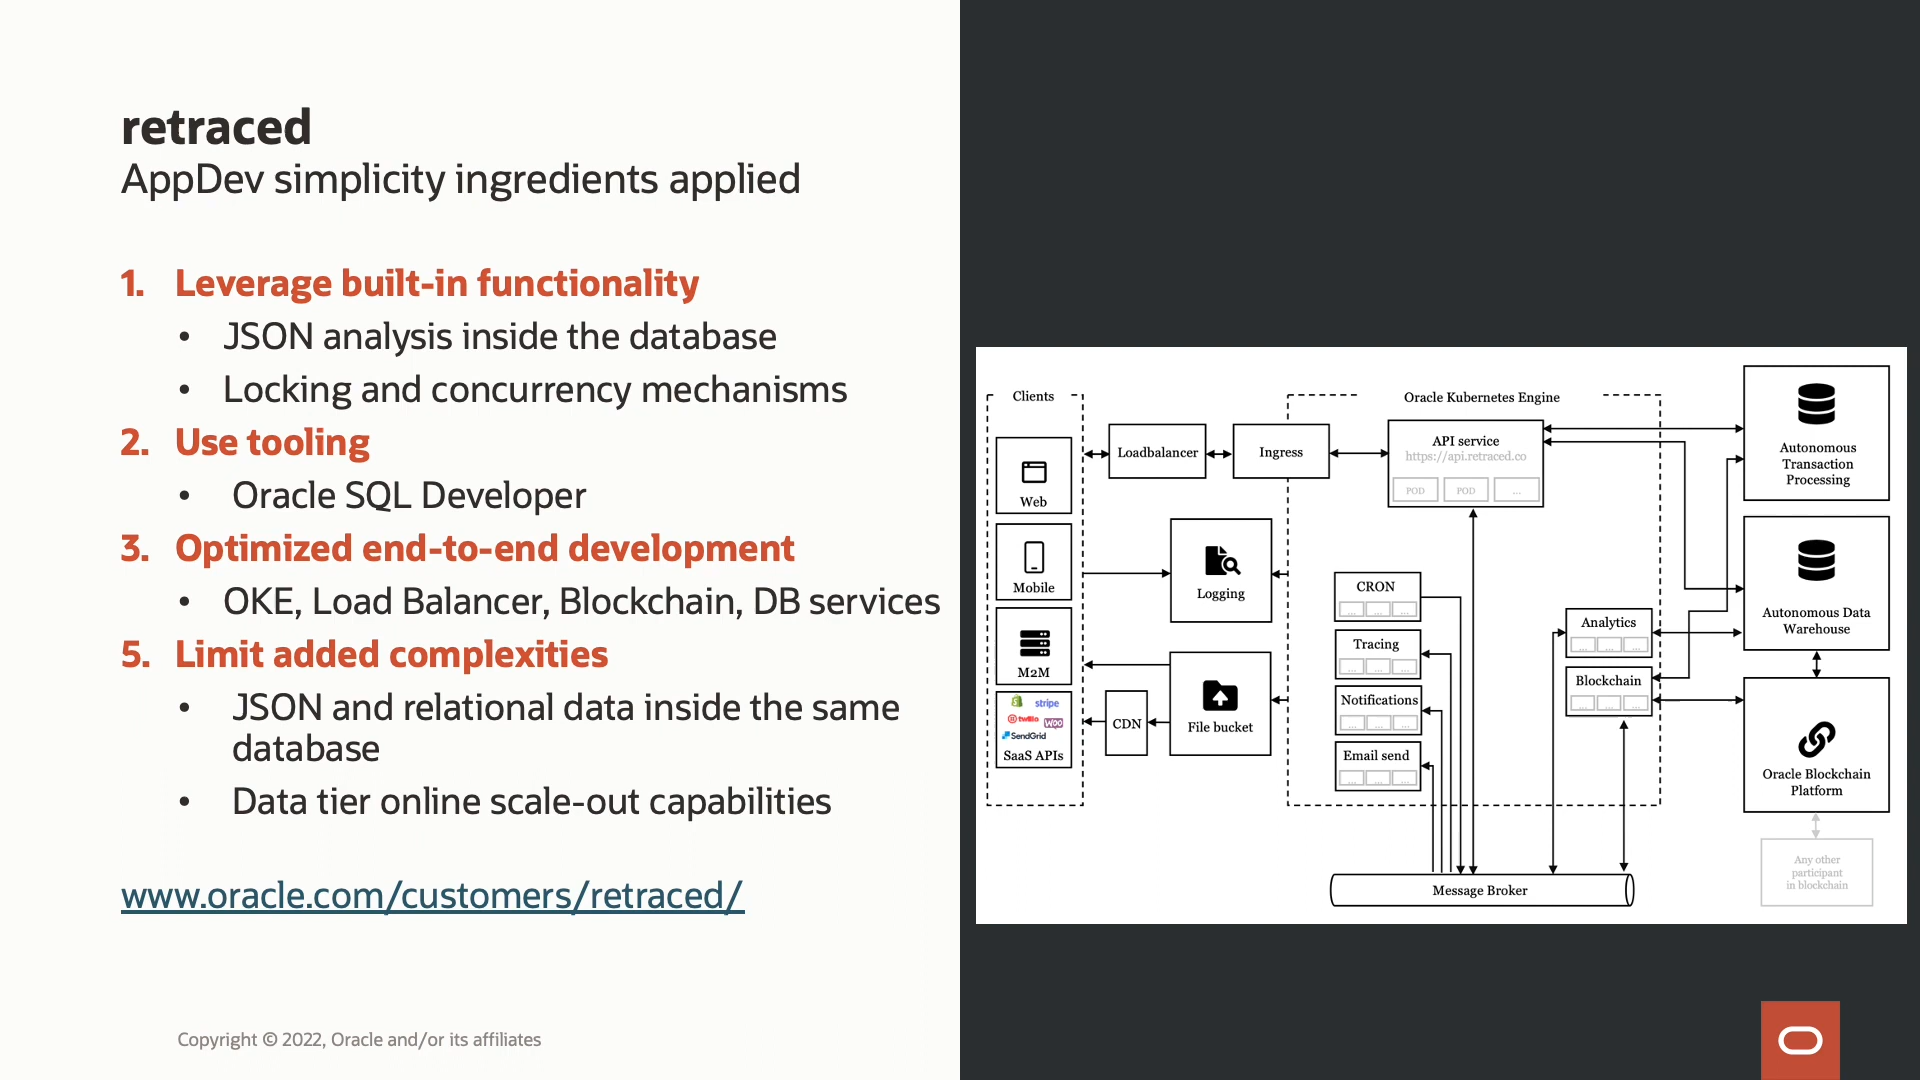 retraced
AppDev simplicity ingredients applied
1. Leverage built-in functionality
• JSON analysis inside the database
• Locking and concurrency mechanisms
2. Use tooling
• Oracle SQL Developer
3. Optimized end-to-end development
• OKE, Load Balancer, Blockchain, DB services
5. Limit added complexities
• JSON and relational data inside the same
database
• Data tier online scale-out capabilities
www.oracle.com/customers/retraced/
Copyright © 2022, Oracle and/or its affiliates
Clients
Web
Mobile
M2M
stripe
twilio
WOO
SendGrid
SaaS APIs
Loadbalancer
Ingress
Logging
CDN
File bucket
Oracle Kubernetes Engine
API service
https://api.retraced.co
POD POD ...
CRON
... ... ...
Tracing
... ... ...
Notifications
... ... ...
Email send
... ... ...
Analytics
... ... ...
Blockchain
... ... ...
Message Broker
Autonomous
Transaction
Processing
Autonomous Data
Warehouse
Oracle Blockchain
Platform
Any other
participant
in blockchain